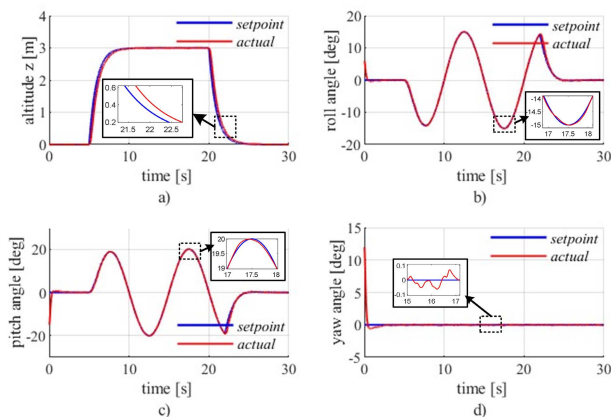 altitude z [m]
4
3
2
1
0
setpoint
actual
0.6
0.4
0.2
21.5 22 22.5
0 10 20 30
time [s]
a)
roll angle [deg]
20
10
0
-10
-20
setpoint
actual
-14
-14.5
-15
17 17.5 18
0 10 20 30
time [s]
b)
pitch angle [deg]
20
0
-20
20
19.5
19
17 17.5 18
setpoint
actual
0 10 20 30
time [s]
c)
yaw angle [deg]
15
10
5
0
-5
setpoint
actual
0.1
0
-0.1
15 16 17
0 10 20 30
time [s]
d)